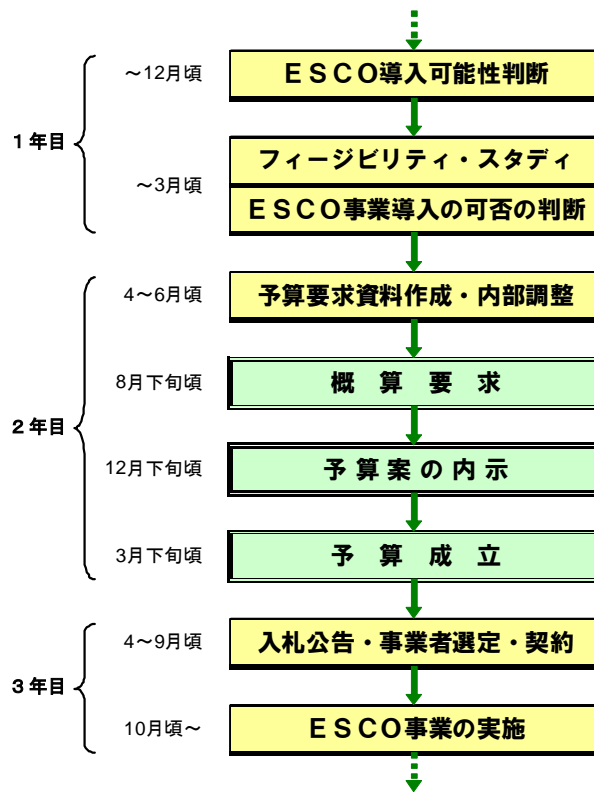 1年目
～12月頃
ＥＳＣＯ導入可能性判断
～3月頃
フィージビリティ・スタディ
ＥＳＣＯ事業導入の可否の判断
2年目
4～6月頃
予算要求資料作成・内部調整
8月下旬頃
概　算　要　求
12月下旬頃
予 算 案 の 内 示
3月下旬頃
予　算　成　立
3年目
4～9月頃
入札公告・事業者選定・契約
10月頃～
ＥＳＣＯ事業の実施